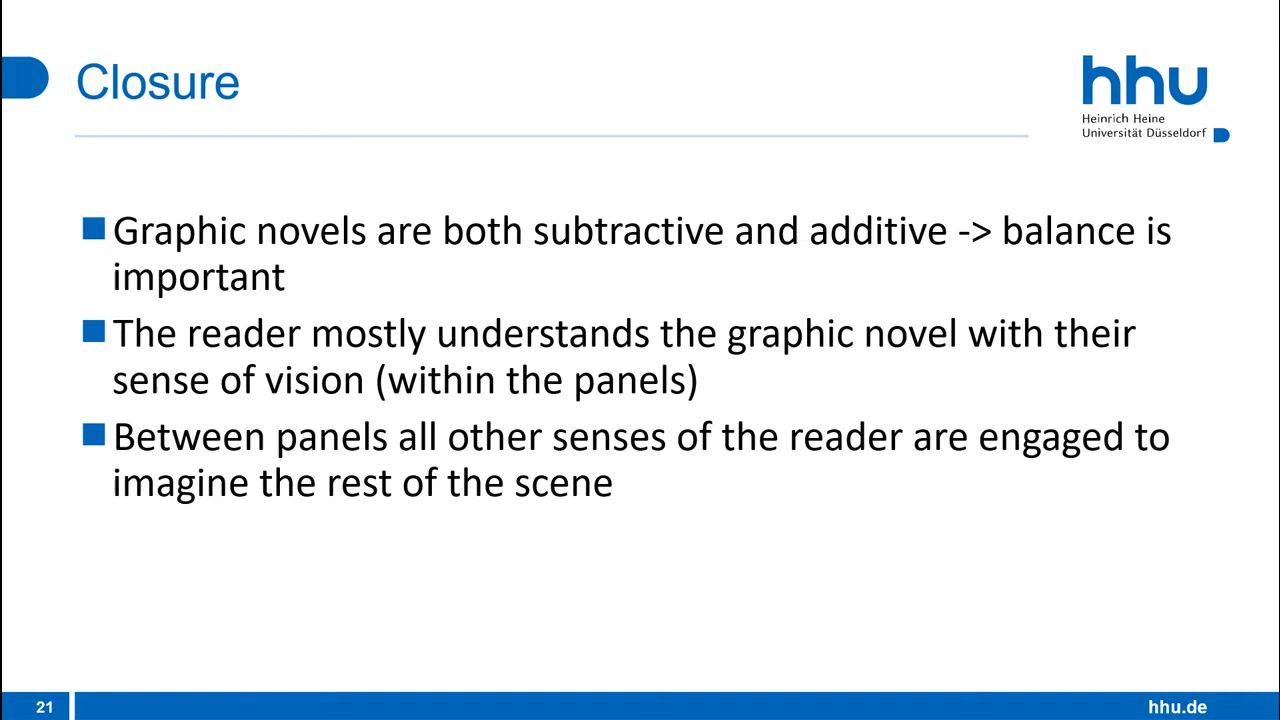 Closure
hhu
Heinrich Heine
Universität Düsseldorf
Graphic novels are both subtractive and additive -> balance is
important
The reader mostly understands the graphic novel with their
sense of vision (within the panels)
Between panels all other senses of the reader are engaged to
imagine the rest of the scene
21
hhu.de